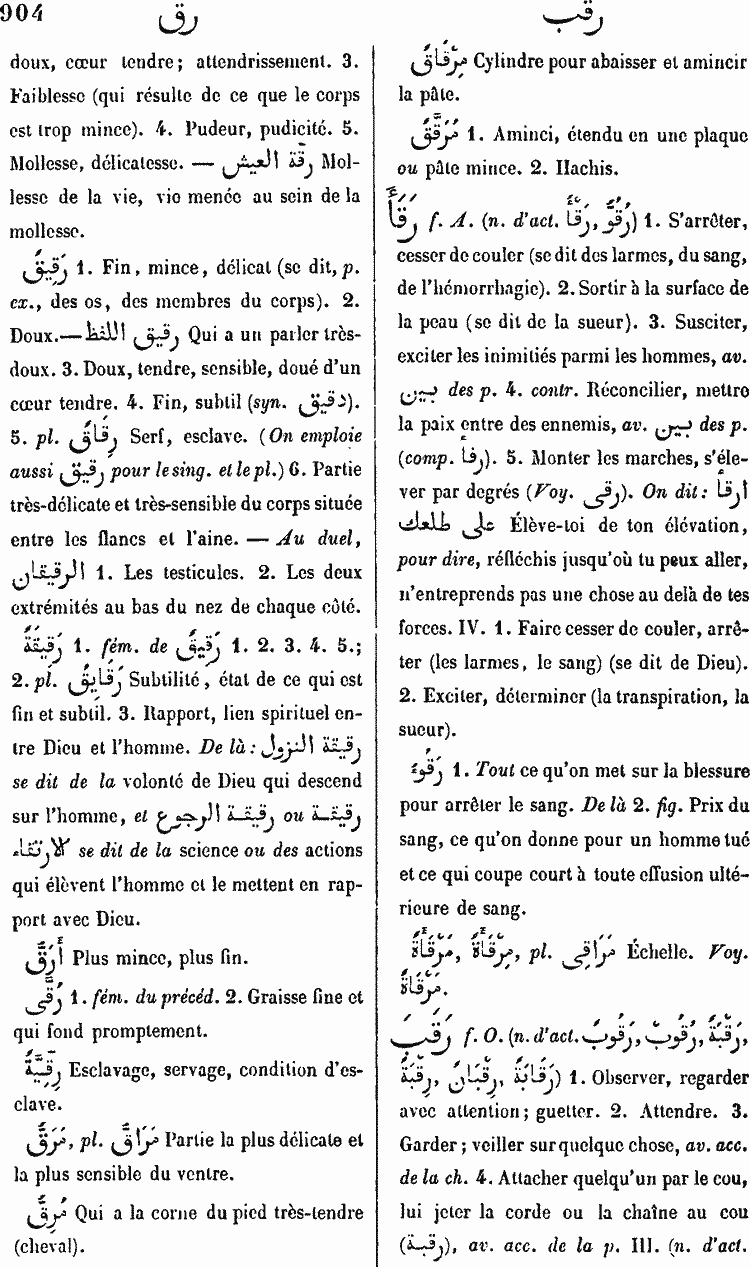 904
رق
رقب
doux, cœur tendre; attendrissement. 3.
Faiblesse (qui résulte de ce que le corps
est trop mince). 4. Pudeur, pudicité. 5.
Mollesse, délicatesse. — رقّة العيش Mol-
lesse de la vie, vie menée au sein de la
mollesse.
رَقِيقٌ 1. Fin, mince, délicat (se dit, p.
ex., des os, des membres du corps). 2.
Doux.— رقيق اللفظ Qui a un parler très-
doux. 3. Doux, tendre, sensible, doué d'un
cœur tendre. 4. Fin, subtil (syn. دقيق).
5. pl. رِقَاقٌ Serf, esclave. (On emploie
aussi رقيق pour le sing. et le pl.) 6. Partie
très-délicate et très-sensible du corps située
entre les flancs et l'aine. — Au duel,
الرقيقان 1. Les testicules. 2. Les deux
extrémités au bas du nez de chaque côté.
رَقِيقَةٌ 1. fém. de رَقِيقٌ 1. 2. 3. 4. 5.;
2. pl. رَقَايِقُ Subtilité, état de ce qui est
fin et subtil. 3. Rapport, lien spirituel en-
tre Dieu et l'homme. De là: رقيقة النزول
se dit de la volonté de Dieu qui descend
sur l'homme, et رقيقة الرجوع ou رقيقة
الارتقاء se dit de la science ou des actions
qui élèvent l'homme et le mettent en rap-
port avec Dieu.
أَرَقُّ Plus mince, plus fin.
رُقَّى 1. fém. du précéd. 2. Graisse fine et
qui fond promptement.
رِقِّيَّةٌ Esclavage, servage, condition d'es-
clave.
مَرَقٌّ, pl. مَرَاقُّ Partie la plus délicate et
la plus sensible du ventre.
مُرِقٌّ Qui a la corne du pied très-tendre
(cheval).
مِرْقَاقٌ Cylindre pour abaisser et amincir
la pâte.
مُرَقَّقٌ 1. Aminci, étendu en une plaque
ou pâte mince. 2. Hachis.
رَقَأَ f. A. (n. d'act. رَقْأٌ, رُقُوٌّ) 1. S'arrêter,
cesser de couler (se dit des larmes, du sang,
de l'hémorrhagie). 2. Sortir à la surface de
la peau (se dit de la sueur). 3. Susciter,
exciter les inimitiés parmi les hommes, av.
بين des p. 4. contr. Réconcilier, mettre
la paix entre des ennemis, av. بين des p.
(comp. رفأ). 5. Monter les marches, s'éle-
ver par degrés (Voy. رقى). On dit: ارقأ
على ظلعك Élève-toi de ton élévation,
pour dire, réfléchis jusqu'où tu peux aller,
n'entreprends pas une chose au delà de tes
forces. IV. 1. Faire cesser de couler, arrê-
ter (les larmes, le sang) (se dit de Dieu).
2. Exciter, déterminer (la transpiration, la
sueur).
رَقُوءٌ 1. Tout ce qu'on met sur la blessure
pour arrêter le sang. De là 2. fig. Prix du
sang, ce qu'on donne pour un homme tué
et ce qui coupe court à toute effusion ulté-
rieure de sang.
مَرْقَأَةٌ, مِرْقَأَةٌ, pl. مَرَاقِى Échelle. Voy.
مَرْقَاةٌ.
رَقَبَ f. O. (n. d'act. رُقُوبٌ, رَقُوبٌ, رَقْبَةٌ,
رِقْبَةٌ, رِقْبَانٌ, رَقَابَةٌ) 1. Observer, regarder
avec attention; guetter. 2. Attendre. 3.
Garder; veiller sur quelque chose, av. acc.
de la ch. 4. Attacher quelqu'un par le cou,
lui jeter la corde ou la chaîne au cou
(رقبة), av. acc. de la p. III. (n. d'act.